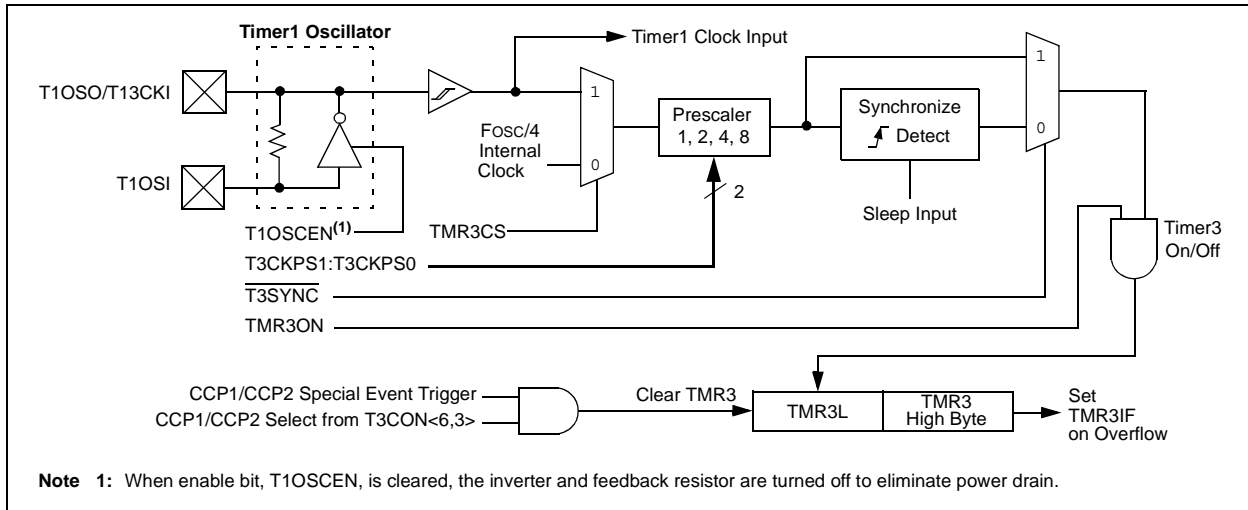 Timer1 Oscillator
Timer1 Clock Input
T1OSO/T13CKI
1
FOSC/4
Internal
Clock
0
Prescaler
1, 2, 4, 8
Synchronize
Detect
1
0
T1OSI
2
Sleep Input
T1OSCEN(1)
TMR3CS
Timer3
On/Off
T3CKPS1:T3CKPS0
T3SYNC
TMR3ON
CCP1/CCP2 Special Event Trigger
CCP1/CCP2 Select from T3CON<6,3>
Clear TMR3
TMR3L
TMR3
High Byte
Set
TMR3IF
on Overflow
Note 1: When enable bit, T1OSCEN, is cleared, the inverter and feedback resistor are turned off to eliminate power drain.